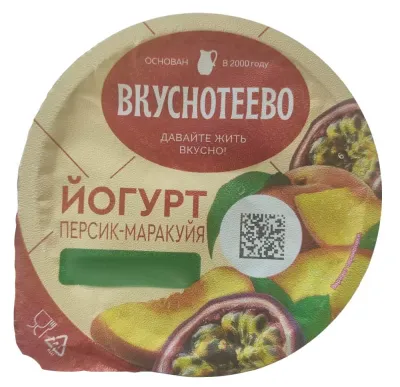 ОСНОВАН В 2000 году
ВКУСНОТЕЕВО
ДАВАЙТЕ ЖИТЬ
ВКУСНО!
ЙОГУРТ
ПЕРСИК-МАРАКУЙЯ